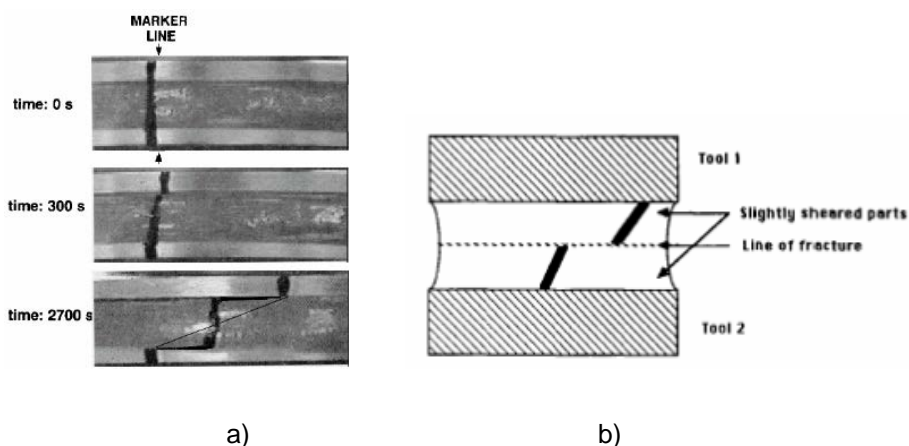 MARKER
LINE
time: 0 s
time: 300 s
time: 2700 s
Tool 1
Slightly sheared parts
Line of fracture
Tool 2
a)
b)